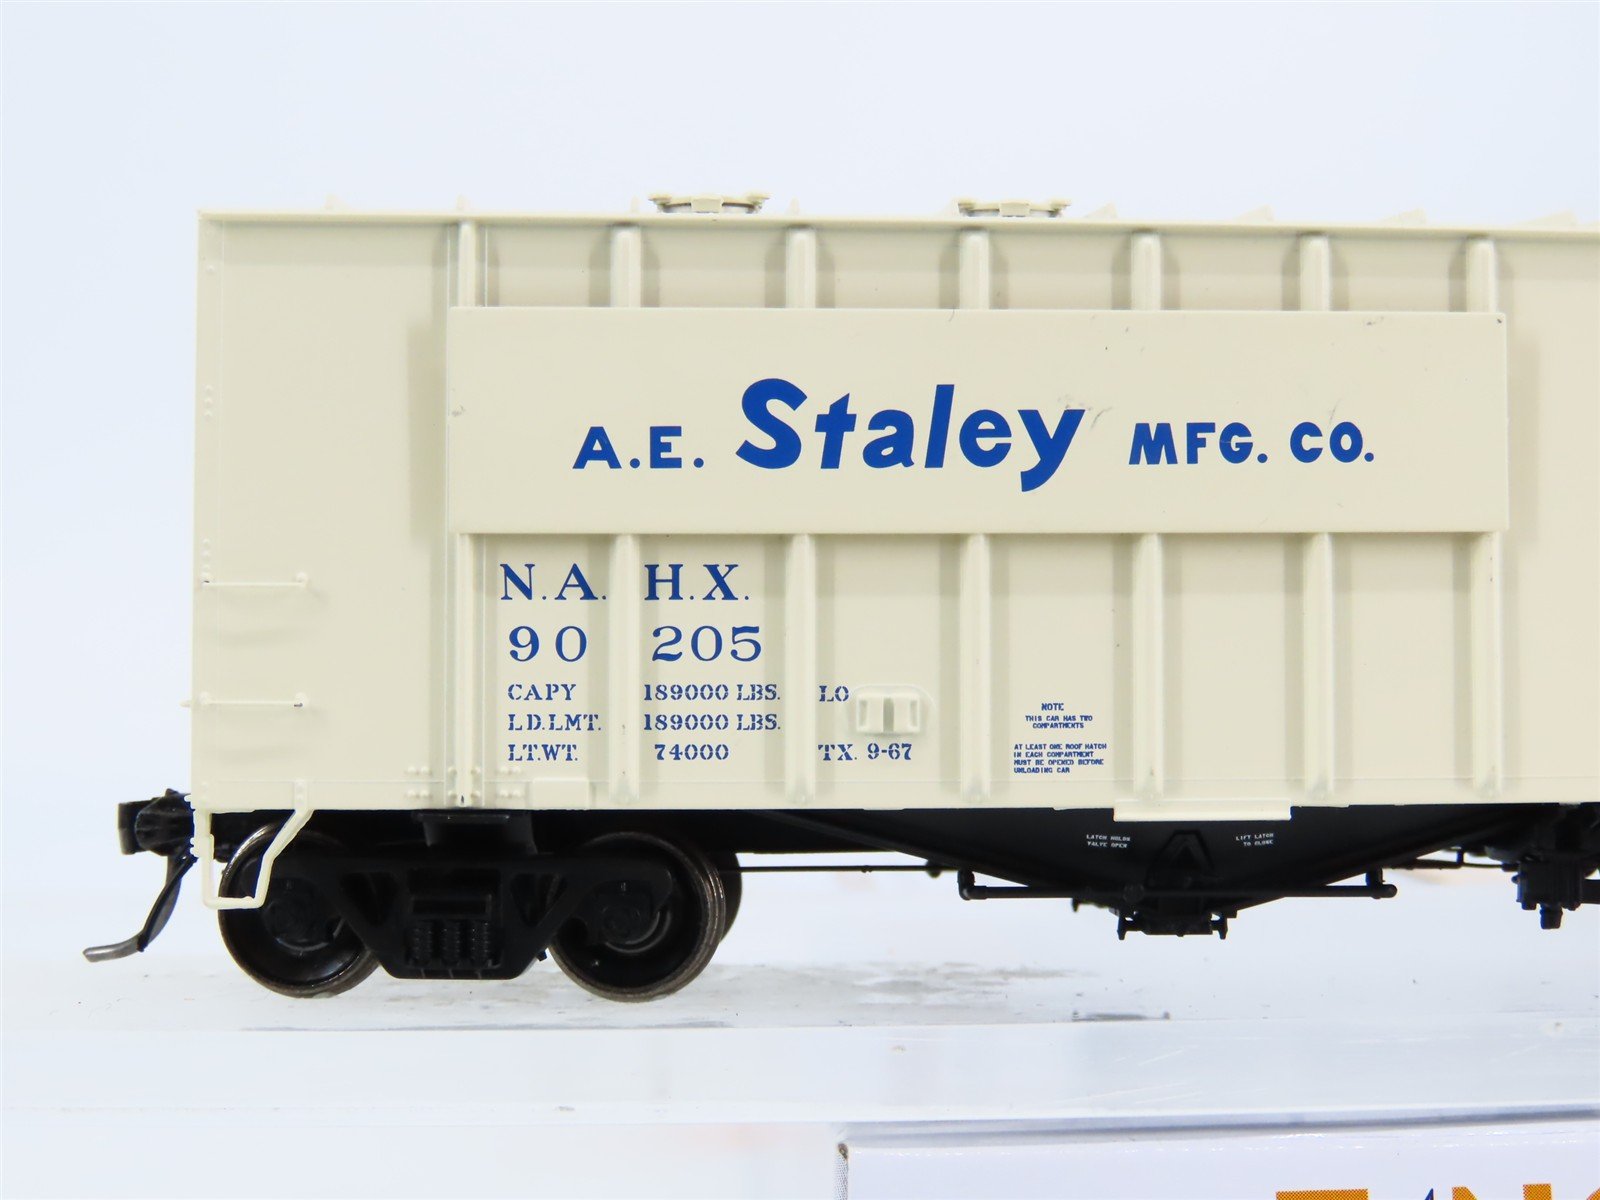 A.E. Staley MFG. CO.
N.A. H.X.
90 205
CAPY 189000 LBS. LO
LD.LMT. 189000 LBS.
LT.WT. 74000 TX. 9-67
NOTE
THIS CAR HAS TWO
COMPARTMENTS
AT LEAST ONE ROOF HATCH
IN EACH COMPARTMENT
MUST BE OPENED BEFORE
UNLOADING CAR
LATCH HOLDS
VALVE OPEN
LIFT LATCH
TO CLOSE